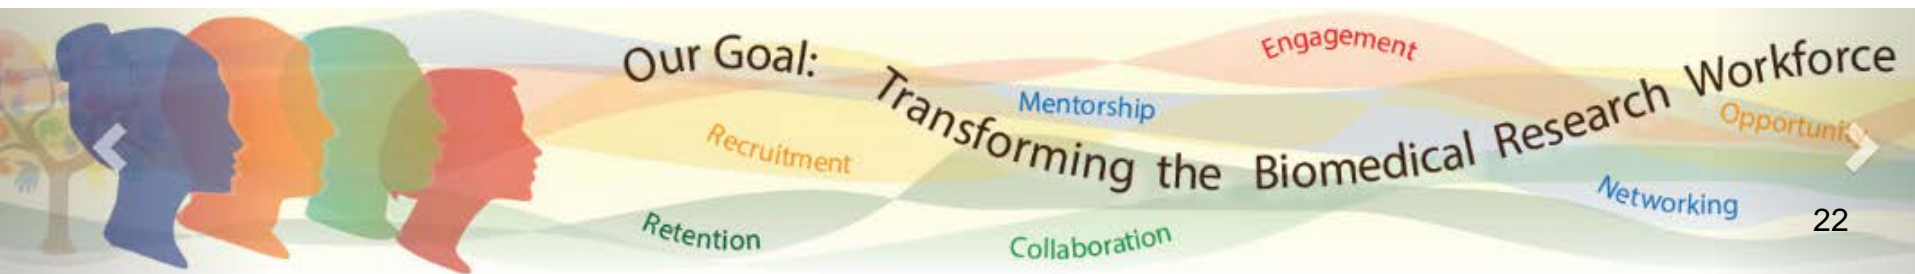 Our Goal: Transforming the Biomedical Research Workforce
Engagement
Mentorship
Recruitment
Networking
Retention
Collaboration
22